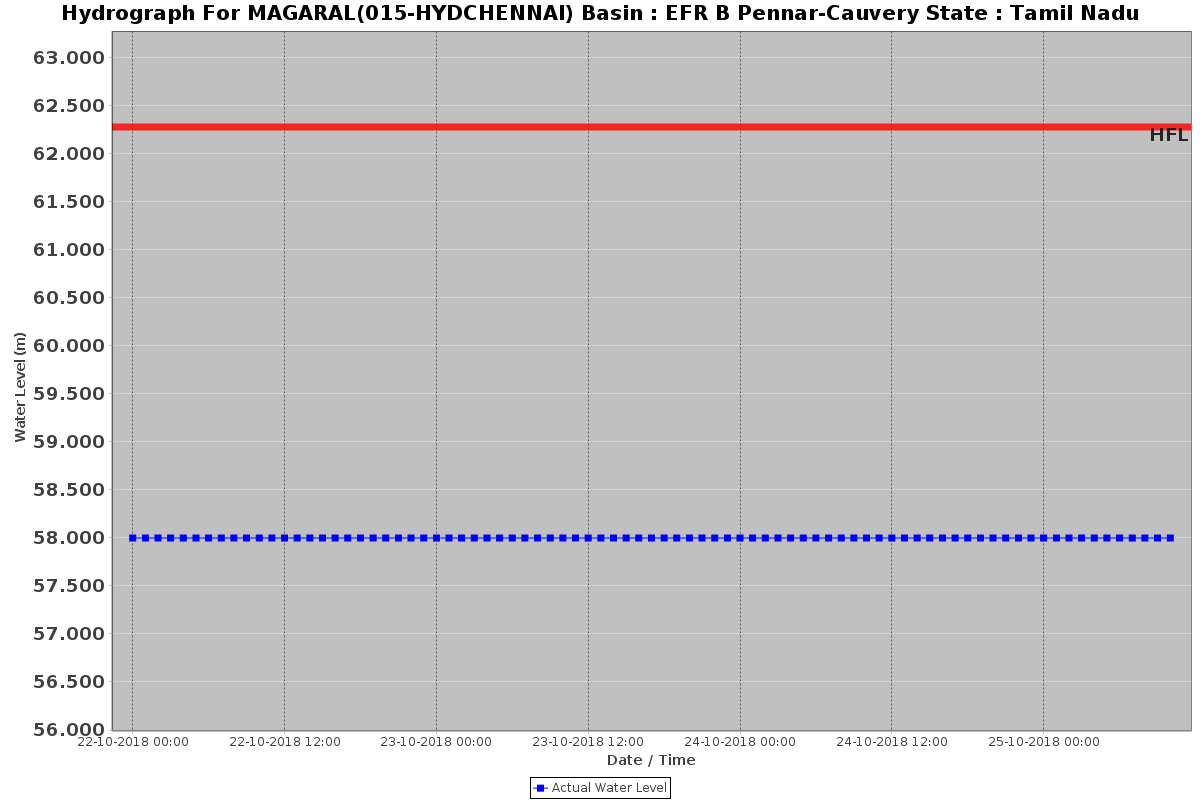 Hydrograph For MAGARAL(015-HYDCHENNAI) Basin : EFR B Pennar-Cauvery State : Tamil Nadu
63.000
62.500
HFL
62.000
61.500
61.000
60.500
60.000
59.500
59.000
58.500
58.000
57.500
57.000
56.500
56.000
Water Level (m)
22-10-2018 00:00 22-10-2018 12:00 23-10-2018 00:00 23-10-2018 12:00 24-10-2018 00:00 24-10-2018 12:00 25-10-2018 00:00
Date / Time
Actual Water Level